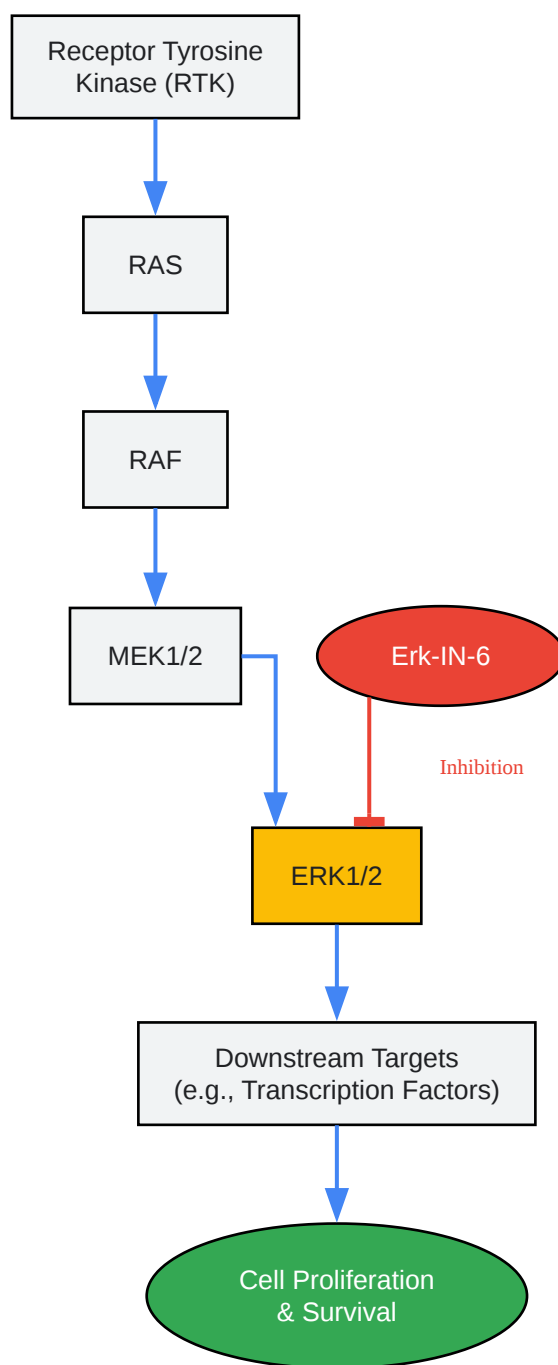 Receptor Tyrosine
Kinase (RTK)
RAS
RAF
MEK1/2
Erk-IN-6
Inhibition
ERK1/2
Downstream Targets
(e.g., Transcription Factors)
Cell Proliferation
& Survival